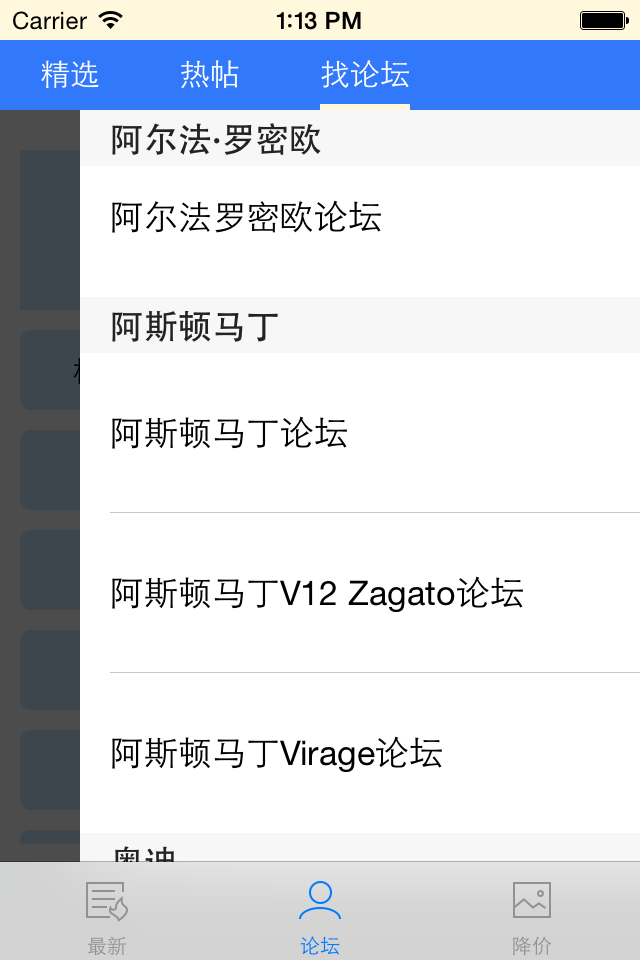 Carrier 1:13 PM
精选 热帖 找论坛
阿尔法·罗密欧
阿尔法罗密欧论坛
阿斯顿马丁
阿斯顿马丁论坛
阿斯顿马丁V12 Zagato论坛
阿斯顿马丁Virage论坛
奥迪
最新 论坛 降价